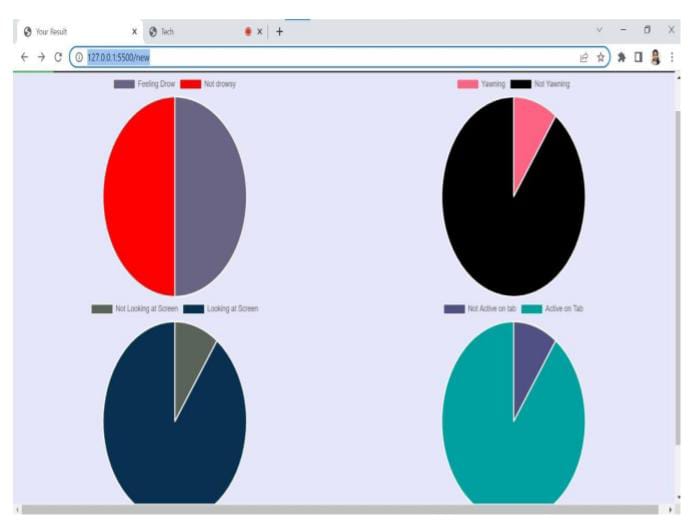 Your Result
Tech
127.0.0.1:5500/new
Feeling Drow Not drowsy
Yawning Not Yawning
Not Looking at Screen Looking at Screen
Not Active on tab Active on Tab